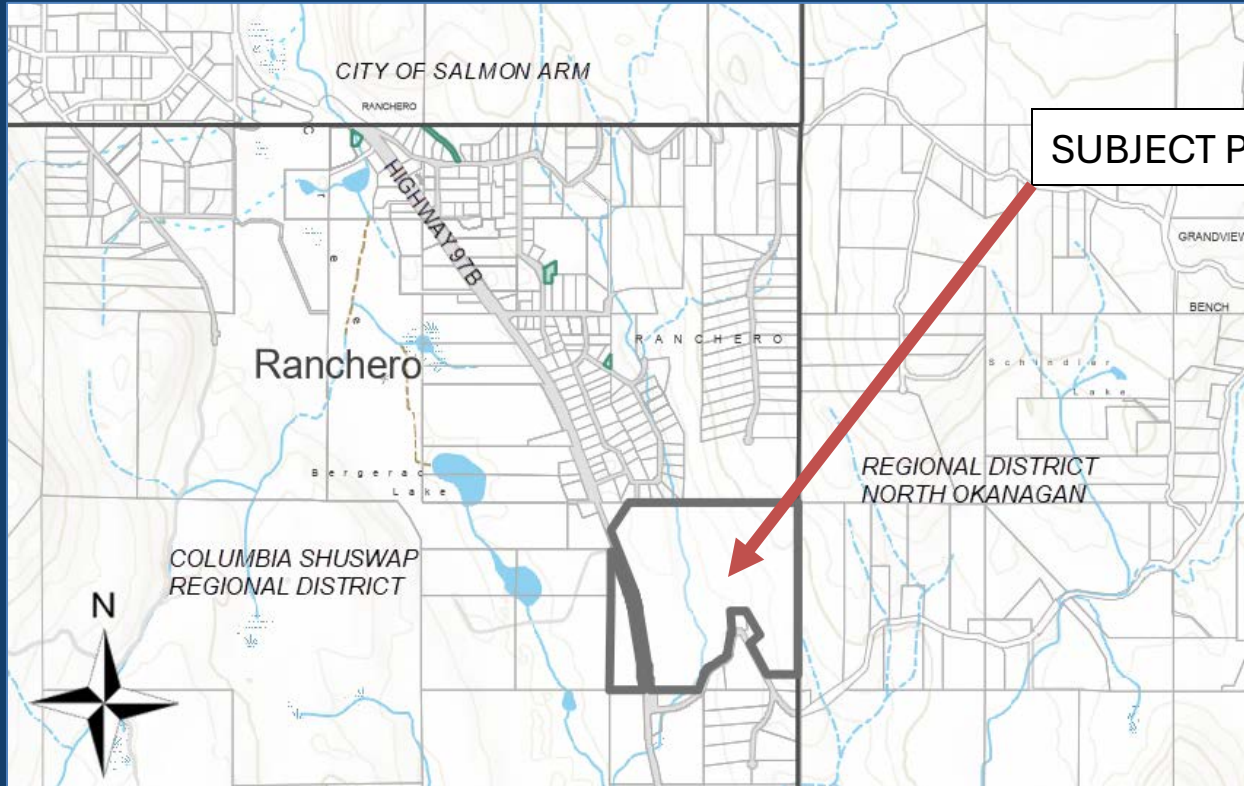 CITY OF SALMON ARM
RANCHERO
SUBJECT P
HIGHWAY 97B
GRANDVIEW
BENCH
RANCHERO
Ranchero
Schindler
Lake
Bergerac
Lake
REGIONAL DISTRICT
NORTH OKANAGAN
COLUMBIA SHUSWAP
REGIONAL DISTRICT
N